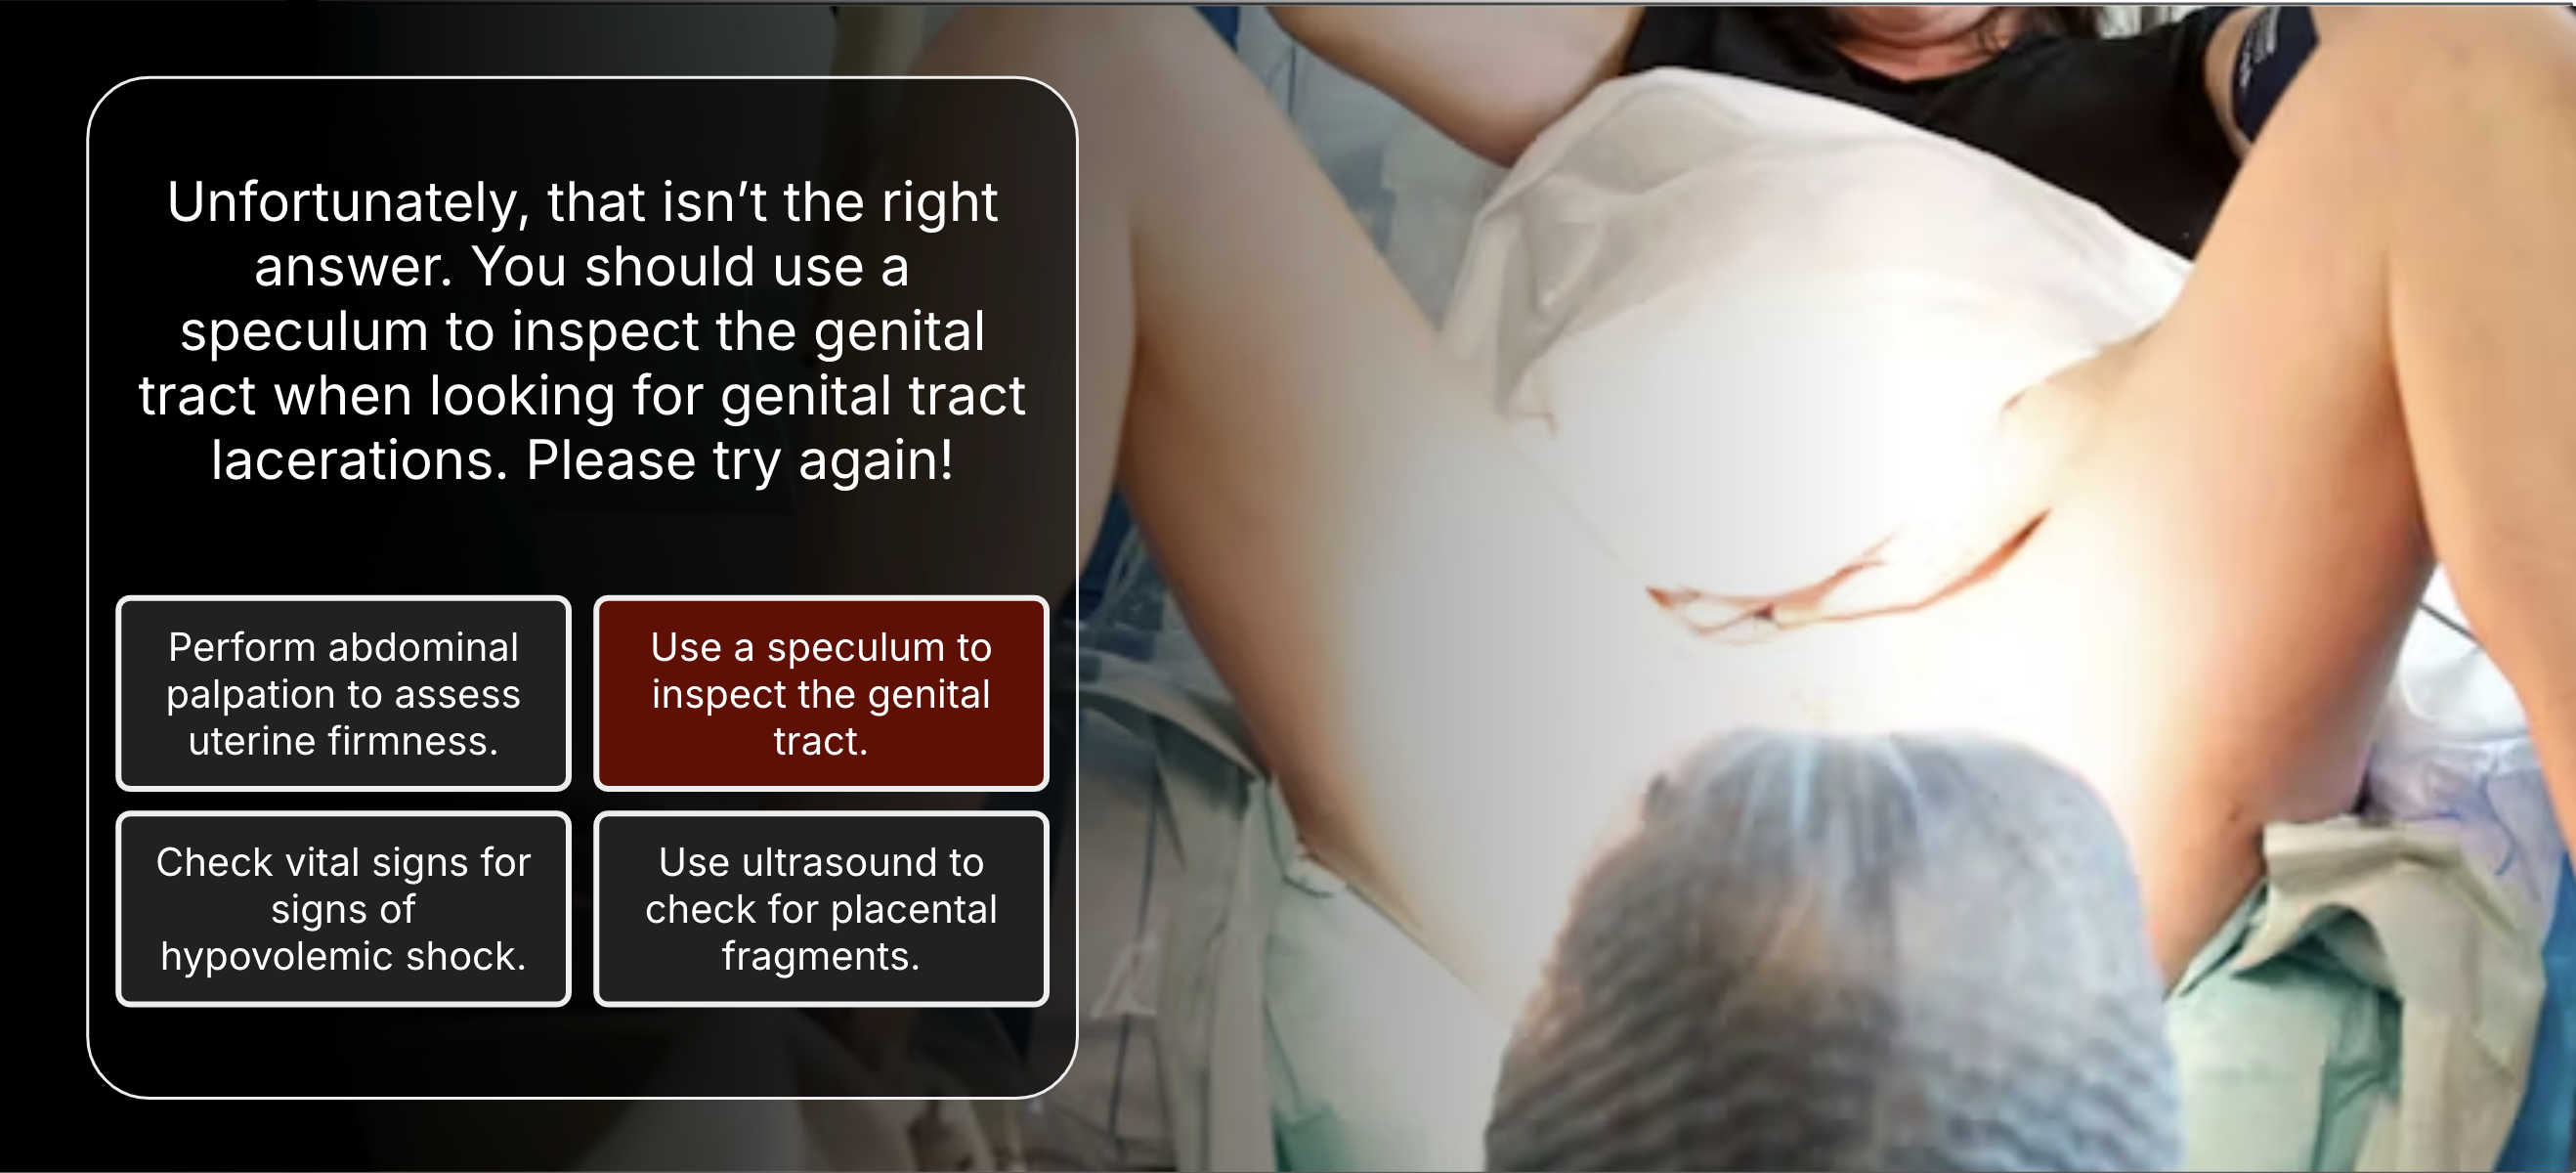 Unfortunately, that isn’t the right
answer. You should use a
speculum to inspect the genital
tract when looking for genital tract
lacerations. Please try again!
Perform abdominal
palpation to assess
uterine firmness.
Use a speculum to
inspect the genital
tract.
Check vital signs for
signs of
hypovolemic shock.
Use ultrasound to
check for placental
fragments.